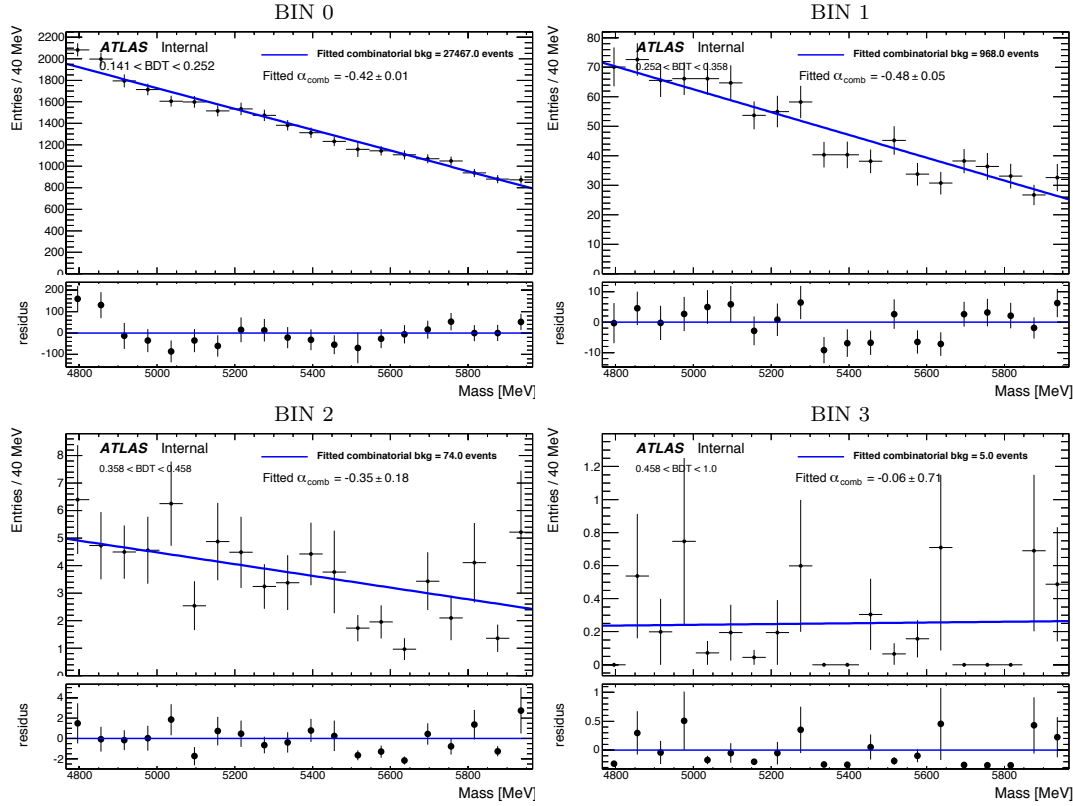 BIN 0
BIN 1
Entries / 40 MeV
2200
2000
1800
1600
1400
1200
1000
800
600
400
200
0
ATLAS Internal
0.141 < BDT < 0.252
Fitted combinatorial bkg = 27467.0 events
Fitted αcomb = -0.42 ± 0.01
residus
200
100
0
-100
4800 5000 5200 5400 5600 5800
Mass [MeV]
Entries / 40 MeV
80
70
60
50
40
30
20
10
0
ATLAS Internal
0.252 < BDT < 0.358
Fitted combinatorial bkg = 968.0 events
Fitted αcomb = -0.48 ± 0.05
residus
10
0
-10
4800 5000 5200 5400 5600 5800
Mass [MeV]
BIN 2
BIN 3
Entries / 40 MeV
8
7
6
5
4
3
2
1
0
ATLAS Internal
0.358 < BDT < 0.458
Fitted combinatorial bkg = 74.0 events
Fitted αcomb = -0.35 ± 0.18
residus
4
2
0
-2
4800 5000 5200 5400 5600 5800
Mass [MeV]
Entries / 40 MeV
1.2
1
0.8
0.6
0.4
0.2
0
ATLAS Internal
0.458 < BDT < 1.0
Fitted combinatorial bkg = 5.0 events
Fitted αcomb = -0.06 ± 0.71
residus
1
0.5
0
4800 5000 5200 5400 5600 5800
Mass [MeV]